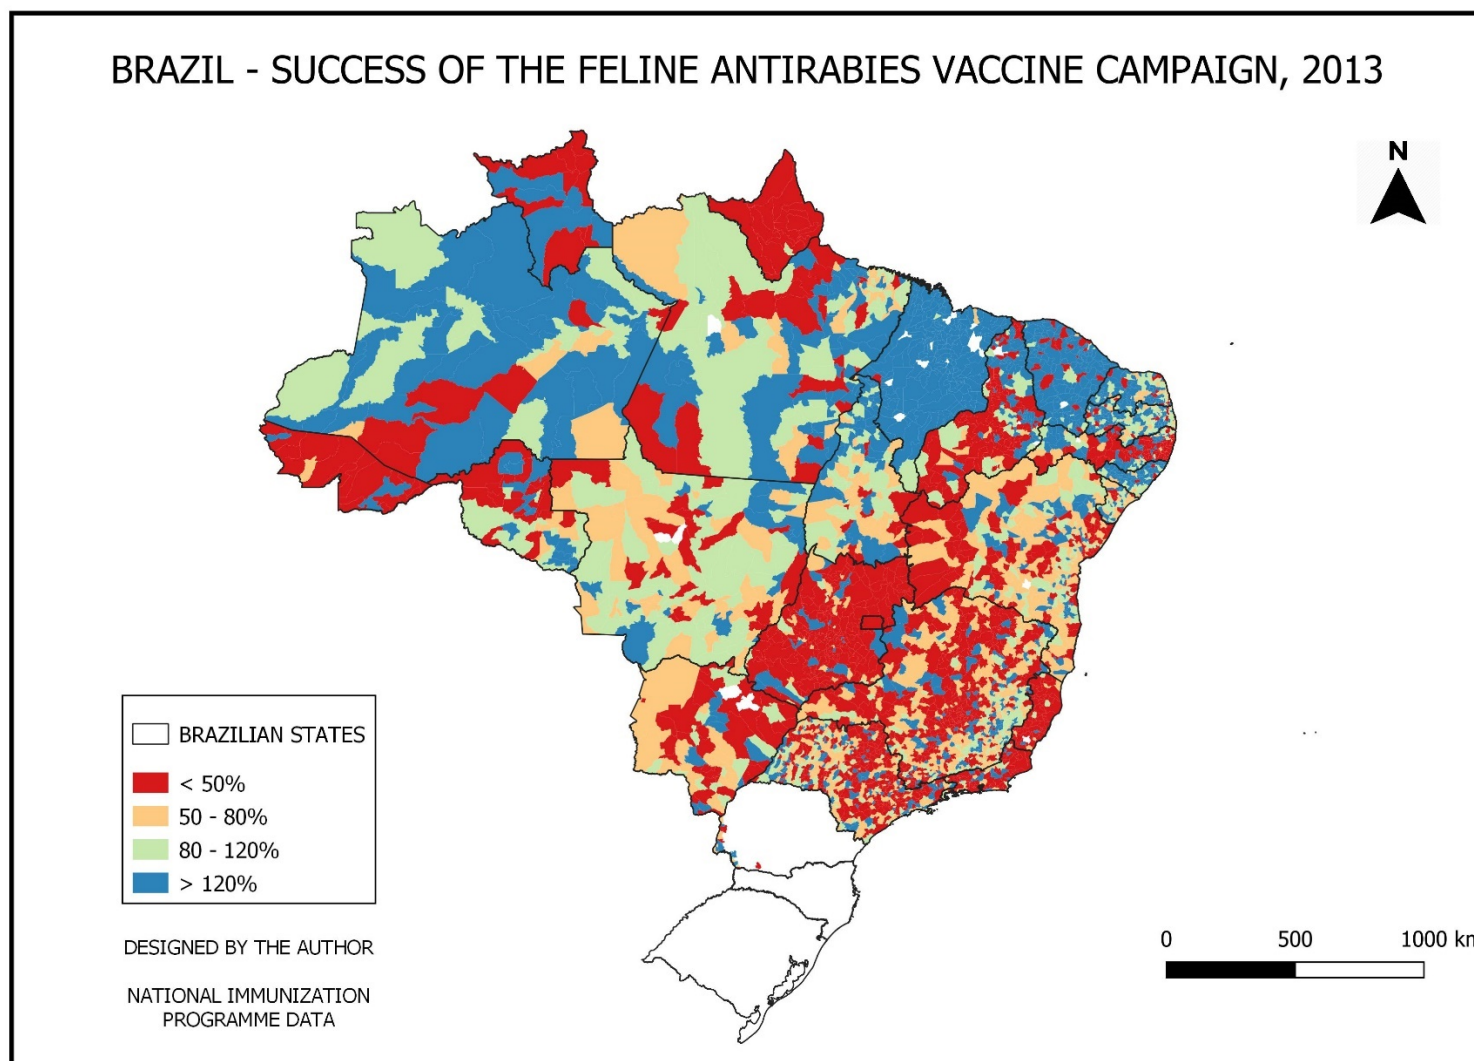 BRAZIL - SUCCESS OF THE FELINE ANTIRABIES VACCINE CAMPAIGN, 2013
N
BRAZILIAN STATES
< 50%
50 - 80%
80 - 120%
> 120%
DESIGNED BY THE AUTHOR
NATIONAL IMMUNIZATION
PROGRAMME DATA
0 500 1000 km